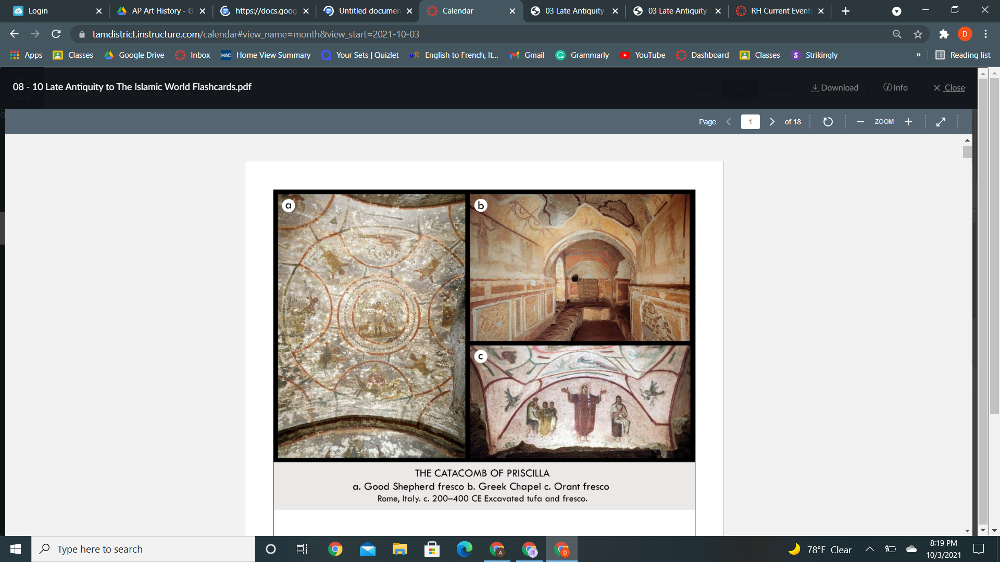 Login
AP Art History - G
https://docs.goog
Untitled documen
Calendar
03 Late Antiquity
03 Late Antiquity
RH Current Events
tamdistrict.instructure.com/calendar#view_name=month&view_start=2021-10-03
D
Apps
Classes
Google Drive
Inbox
HAC Home View Summary
Your Sets | Quizlet
WR English to French, It...
Gmail
Grammarly
YouTube
Dashboard
Classes
S Strikingly
»
Reading list
08 - 10 Late Antiquity to The Islamic World Flashcards.pdf
Download
Info
Close
Page 1 of 18
ZOOM
a
b
c
THE CATACOMB OF PRISCILLA
a. Good Shepherd fresco b. Greek Chapel c. Orant fresco
Rome, Italy. c. 200–400 CE Excavated tufa and fresco.
Type here to search
A
D
78°F Clear
8:19 PM
10/3/2021